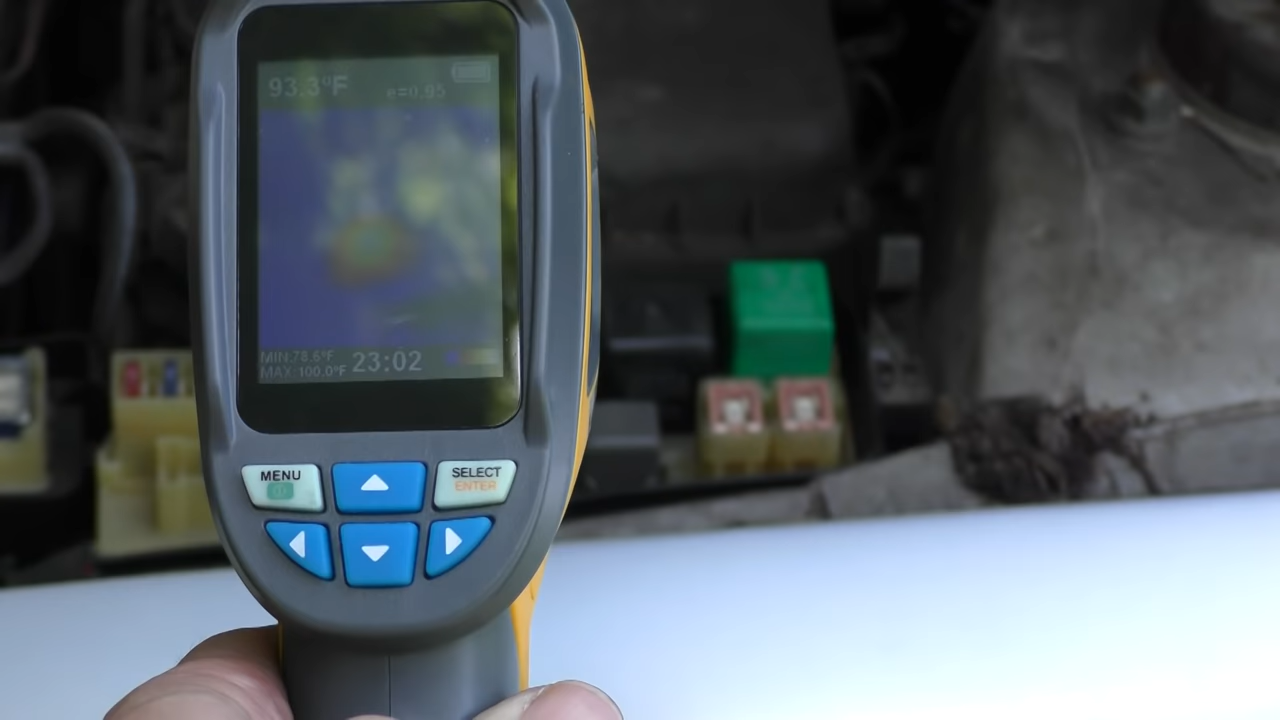 93.3°F
e=0.95
MIN:78.6°F
MAX:100.0°F
23:02
MENU
SELECT
ENTER